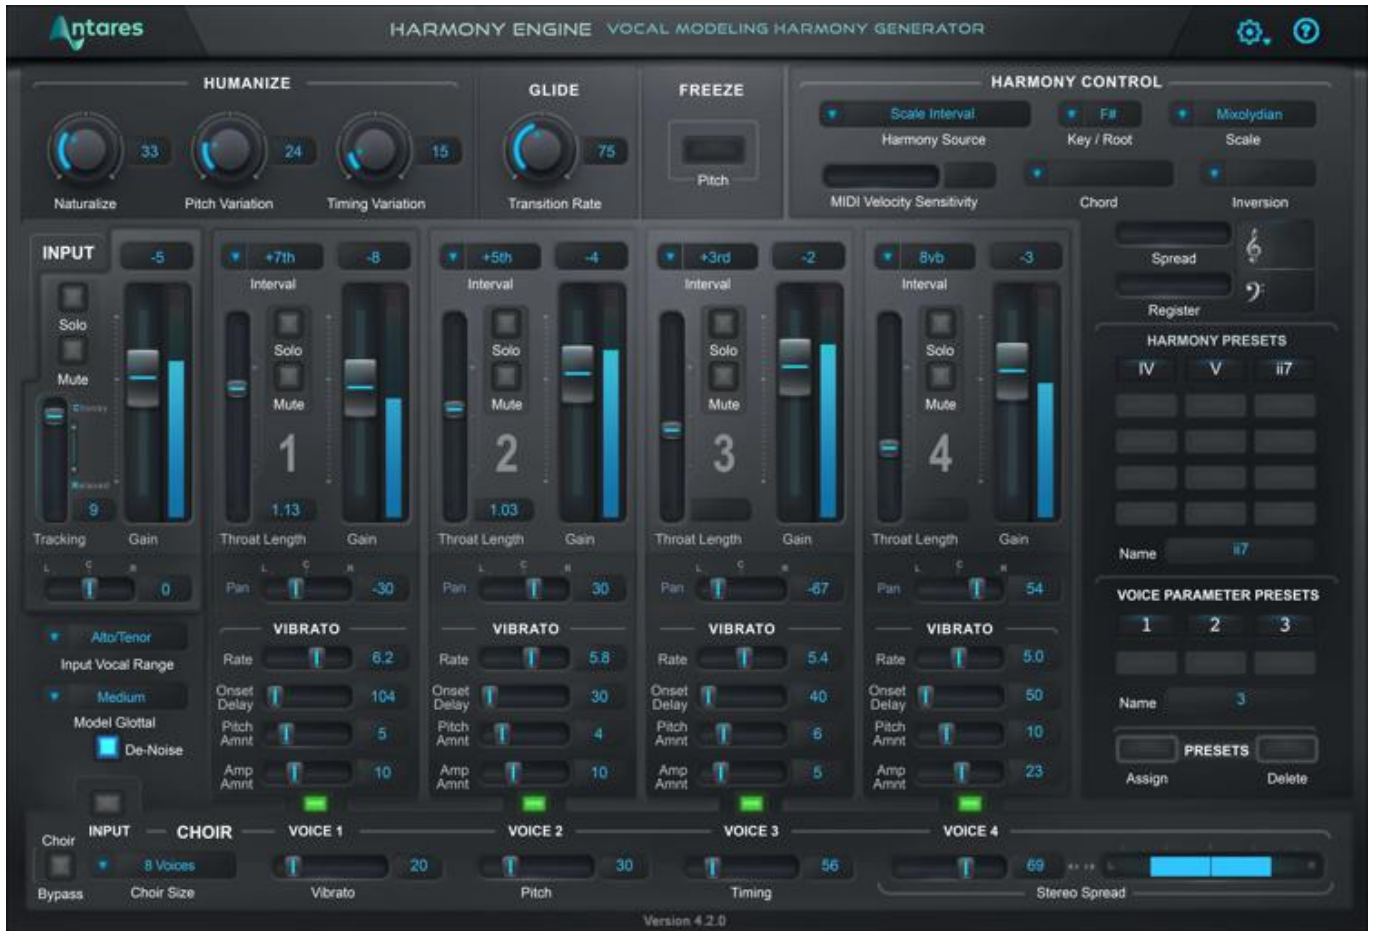 Antares
HARMONY ENGINE VOCAL MODELING HARMONY GENERATOR
HUMANIZE
33
24
15
Naturalize
Pitch Variation
Timing Variation
GLIDE
75
Transition Rate
FREEZE
Pitch
HARMONY CONTROL
Scale Interval
F#
Mixolydian
Harmony Source
Key / Root
Scale
MIDI Velocity Sensitivity
Chord
Inversion
Spread
Register
INPUT
-5
Solo
Mute
Choosy
Relaxed
9
Tracking
Gain
L C R
0
+7th
-8
Interval
Solo
Mute
1
1.13
Throat Length
Gain
L C R
Pan
-30
+5th
-4
Interval
Solo
Mute
2
1.03
Throat Length
Gain
L C R
Pan
30
+3rd
-2
Interval
Solo
Mute
3
Throat Length
Gain
L C R
Pan
-67
8vb
-3
Interval
Solo
Mute
4
Throat Length
Gain
L C R
Pan
54
HARMONY PRESETS
IV V ii7
Name
ii7
VOICE PARAMETER PRESETS
1 2 3
Name
3
PRESETS
Assign
Delete
Alto/Tenor
Input Vocal Range
Medium
Model Glottal
De-Noise
VIBRATO
Rate 6.2
Onset
Delay 104
Pitch
Amnt 5
Amp
Amnt 10
VIBRATO
Rate 5.8
Onset
Delay 30
Pitch
Amnt 4
Amp
Amnt 10
VIBRATO
Rate 5.4
Onset
Delay 40
Pitch
Amnt 6
Amp
Amnt 5
VIBRATO
Rate 5.0
Onset
Delay 50
Pitch
Amnt 10
Amp
Amnt 23
Choir
Bypass
INPUT
CHOIR
VOICE 1
VOICE 2
VOICE 3
VOICE 4
8 Voices
Choir Size
20
Vibrato
30
Pitch
56
Timing
69
L R
Stereo Spread
Version 4.2.0